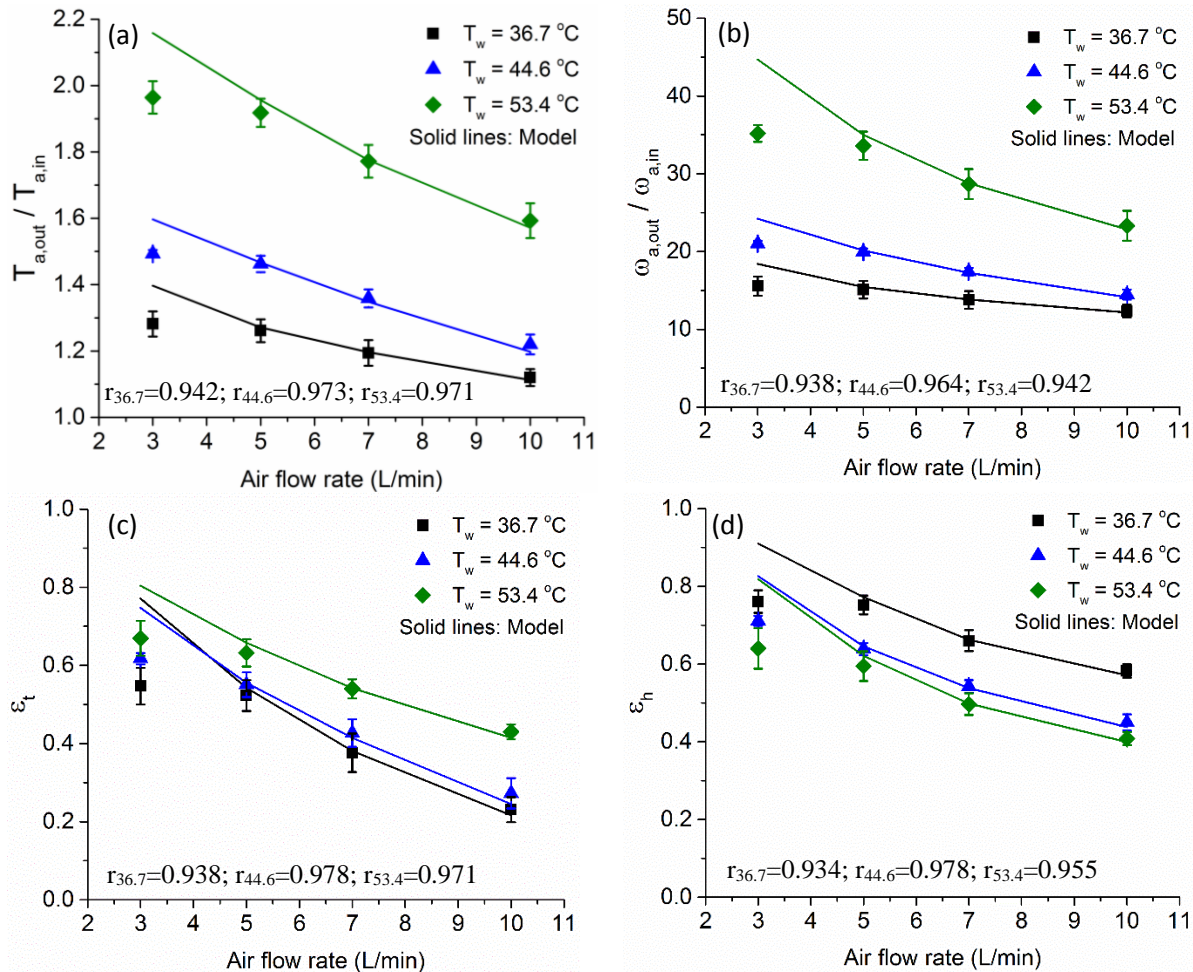 (a)
T_w = 36.7 °C
T_w = 44.6 °C
T_w = 53.4 °C
Solid lines: Model
T_a,out / T_a,in
2.2
2.0
1.8
1.6
1.4
1.2
1.0
r_36.7=0.942; r_44.6=0.973; r_53.4=0.971
2 3 4 5 6 7 8 9 10 11
Air flow rate (L/min)
(b)
T_w = 36.7 °C
T_w = 44.6 °C
T_w = 53.4 °C
Solid lines: Model
ω_a,out / ω_a,in
50
40
30
20
10
0
r_36.7=0.938; r_44.6=0.964; r_53.4=0.942
2 3 4 5 6 7 8 9 10 11
Air flow rate (L/min)
(c)
T_w = 36.7 °C
T_w = 44.6 °C
T_w = 53.4 °C
Solid lines: Model
ε_t
1.0
0.8
0.6
0.4
0.2
0.0
r_36.7=0.938; r_44.6=0.978; r_53.4=0.971
2 3 4 5 6 7 8 9 10 11
Air flow rate (L/min)
(d)
T_w = 36.7 °C
T_w = 44.6 °C
T_w = 53.4 °C
Solid lines: Model
ε_h
1.0
0.8
0.6
0.4
0.2
0.0
r_36.7=0.934; r_44.6=0.978; r_53.4=0.955
2 3 4 5 6 7 8 9 10 11
Air flow rate (L/min)